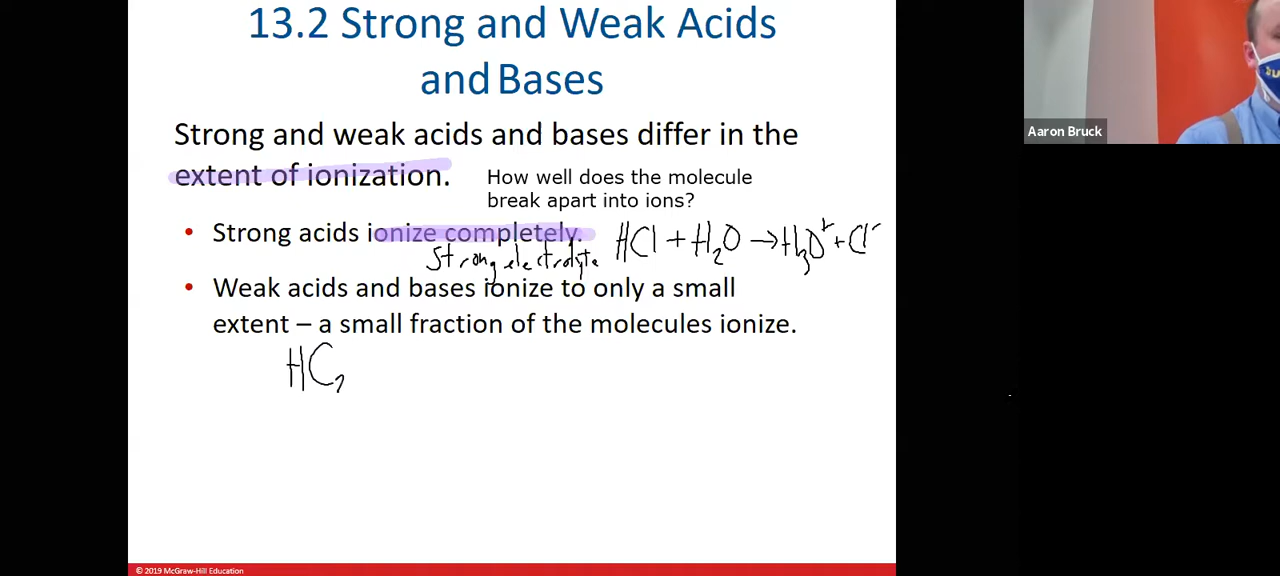 13.2 Strong and Weak Acids
and Bases
Aaron Bruck
Strong and weak acids and bases differ in the
extent of ionization.
How well does the molecule
break apart into ions?
• Strong acids ionize completely.
HCl + H₂O → H₃O⁺ + Cl⁻
Strong electrolyte
• Weak acids and bases ionize to only a small
extent – a small fraction of the molecules ionize.
HC₂
© 2019 McGraw-Hill Education